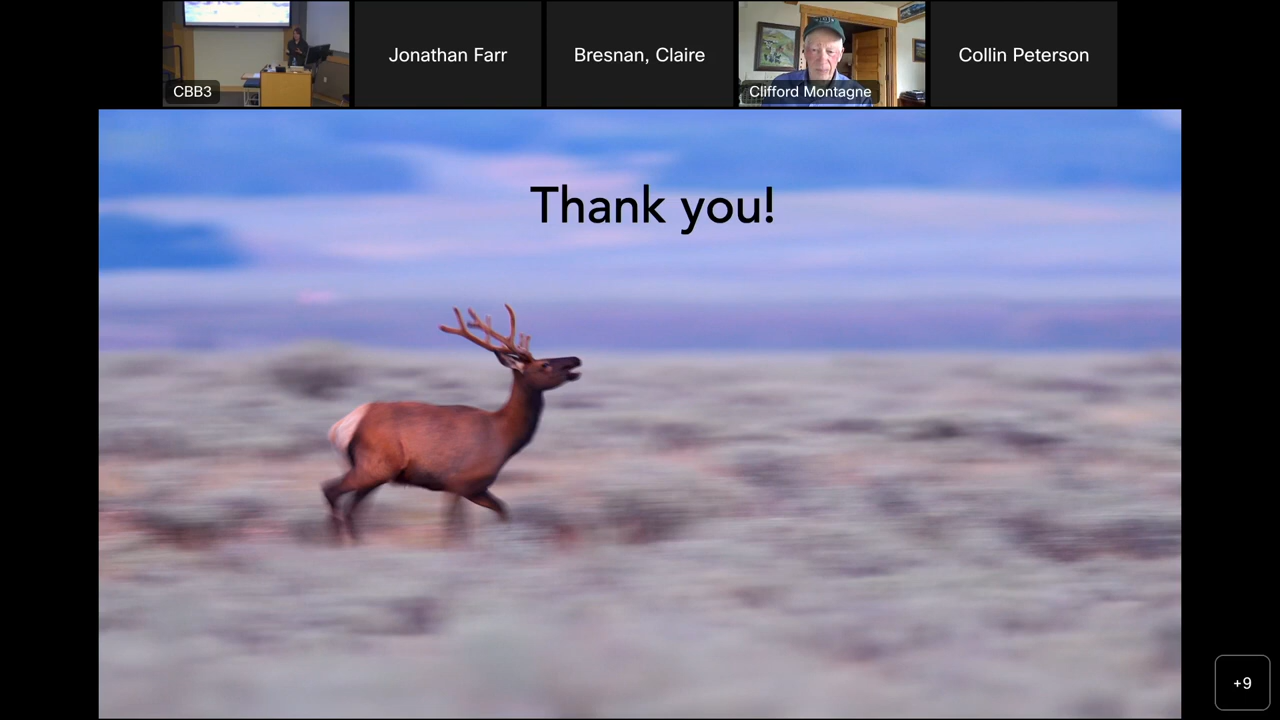 CBB3
Jonathan Farr
Bresnan, Claire
Clifford Montagne
Collin Peterson
Thank you!
+9